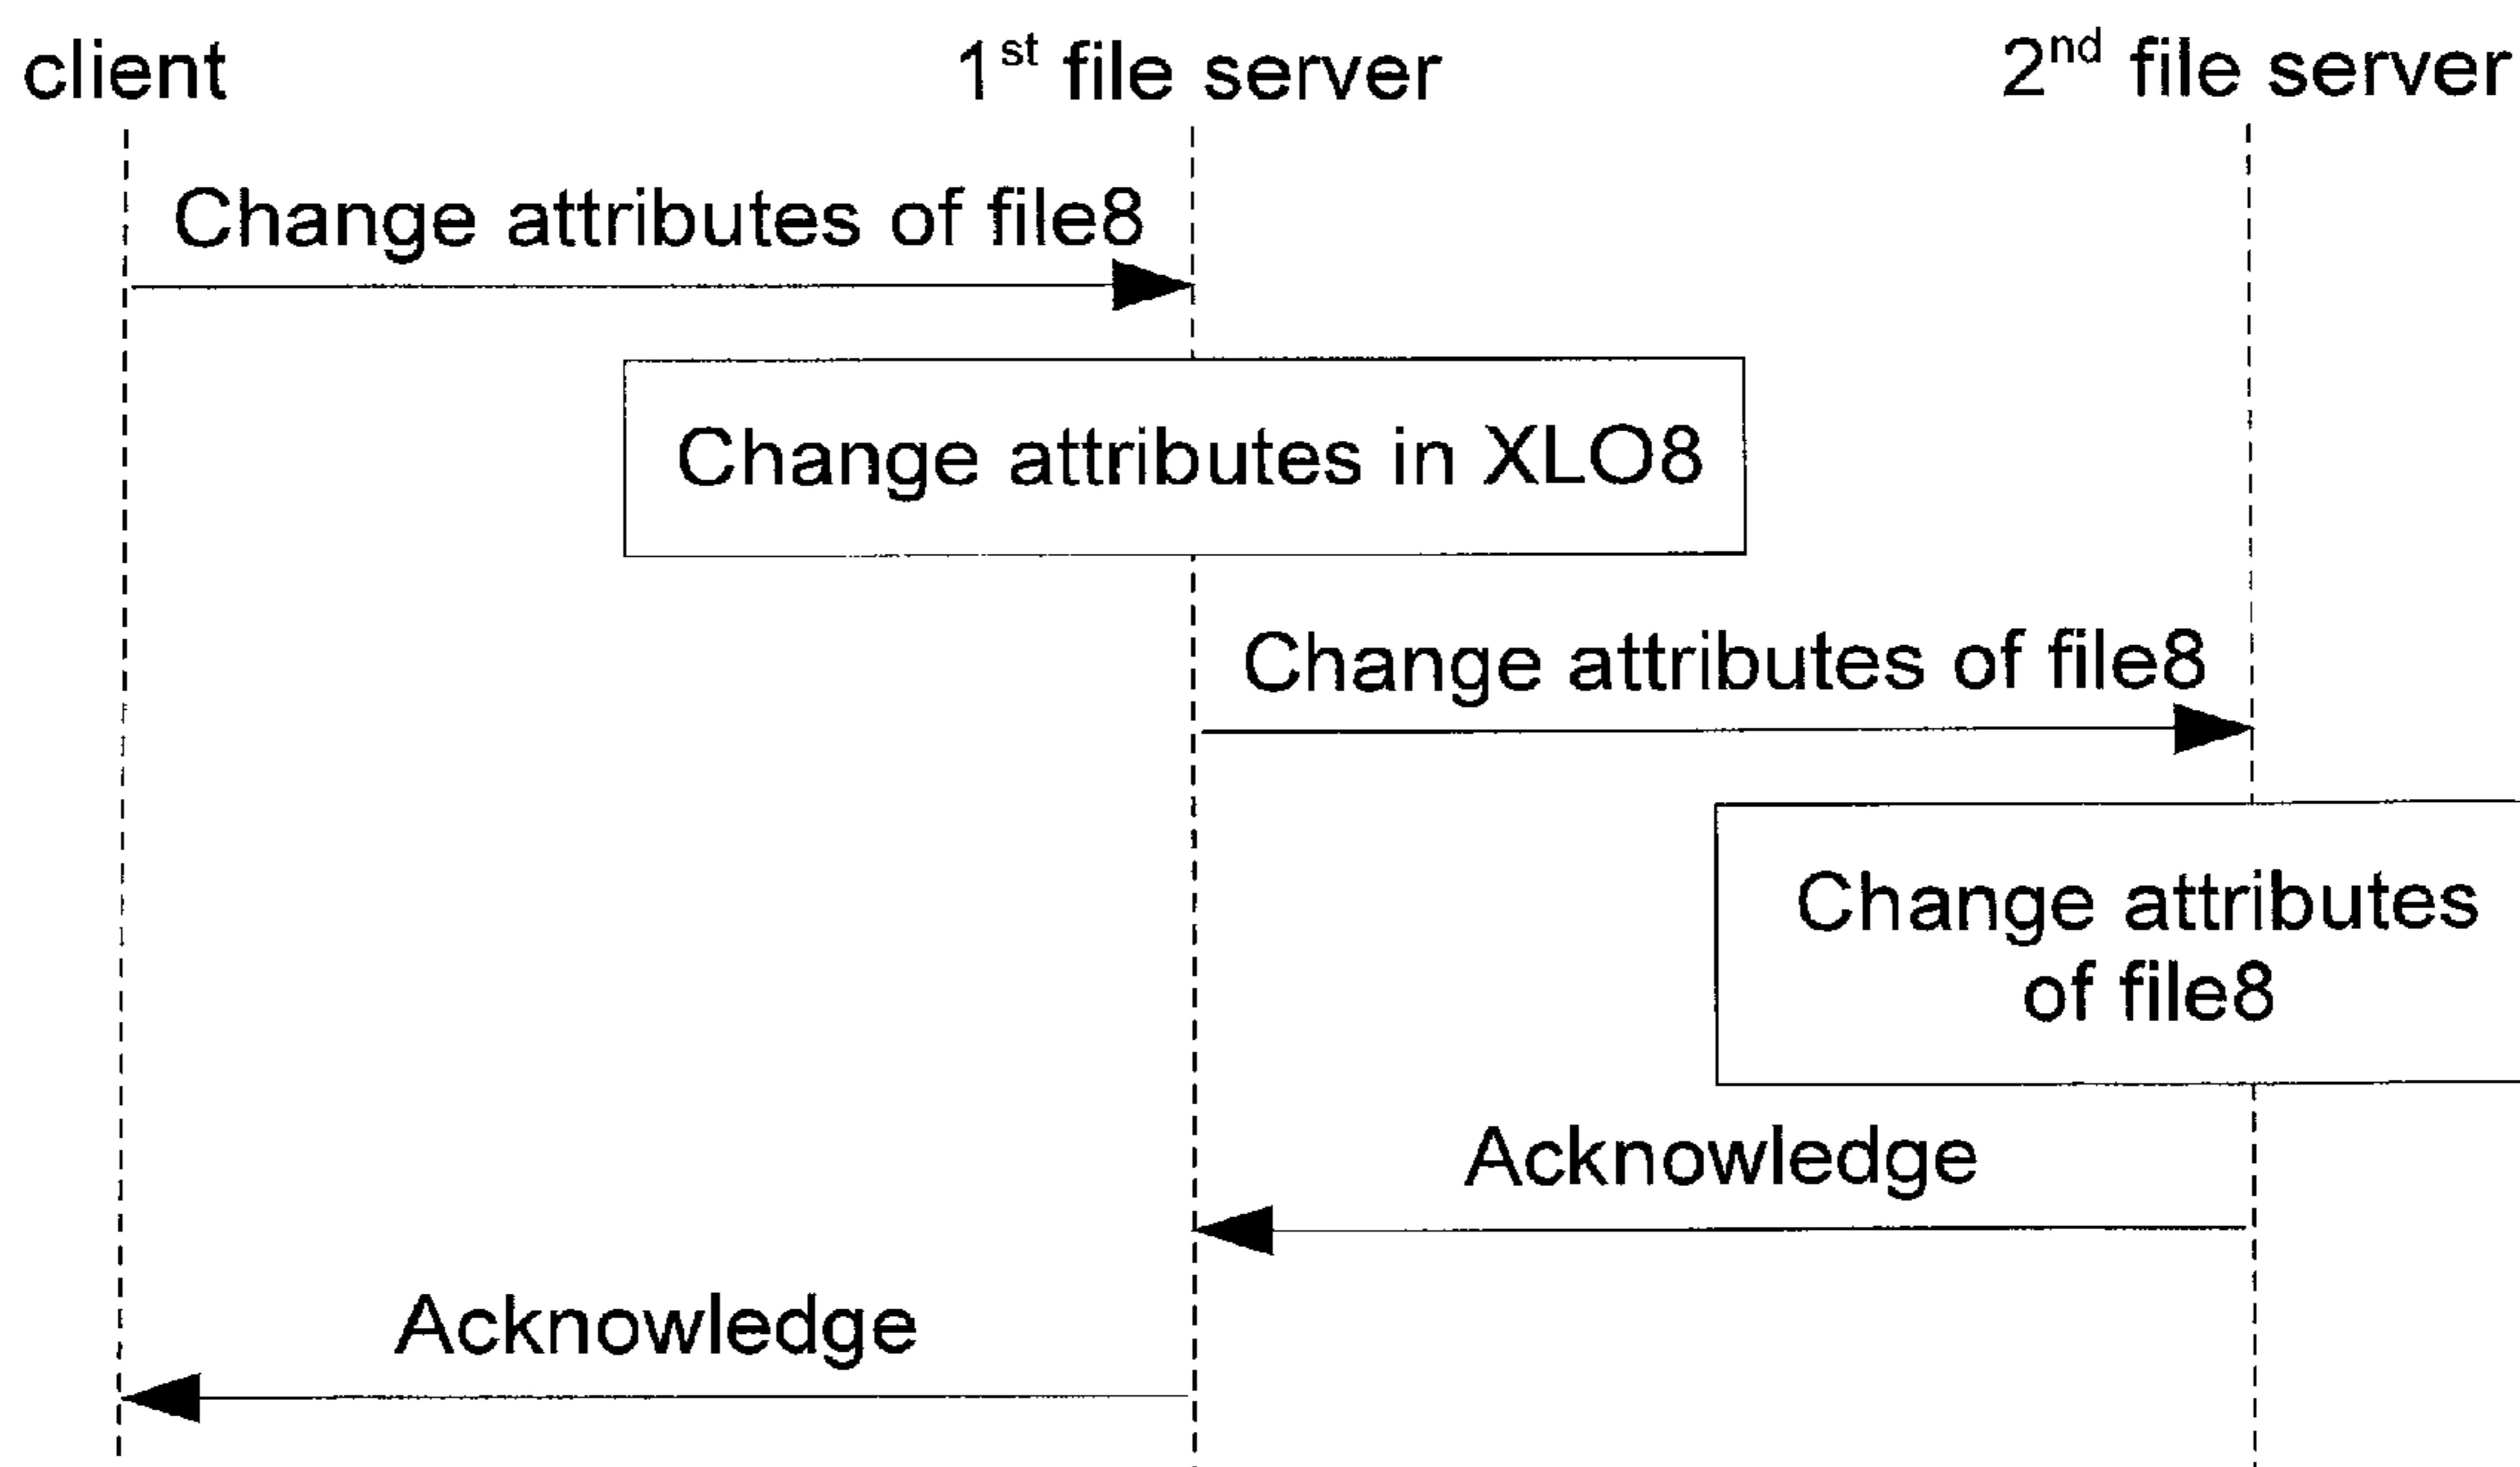 client
1st file server
2nd file server
Change attributes of file8
Change attributes in XLO8
Change attributes of file8
Change attributes
of file8
Acknowledge
Acknowledge